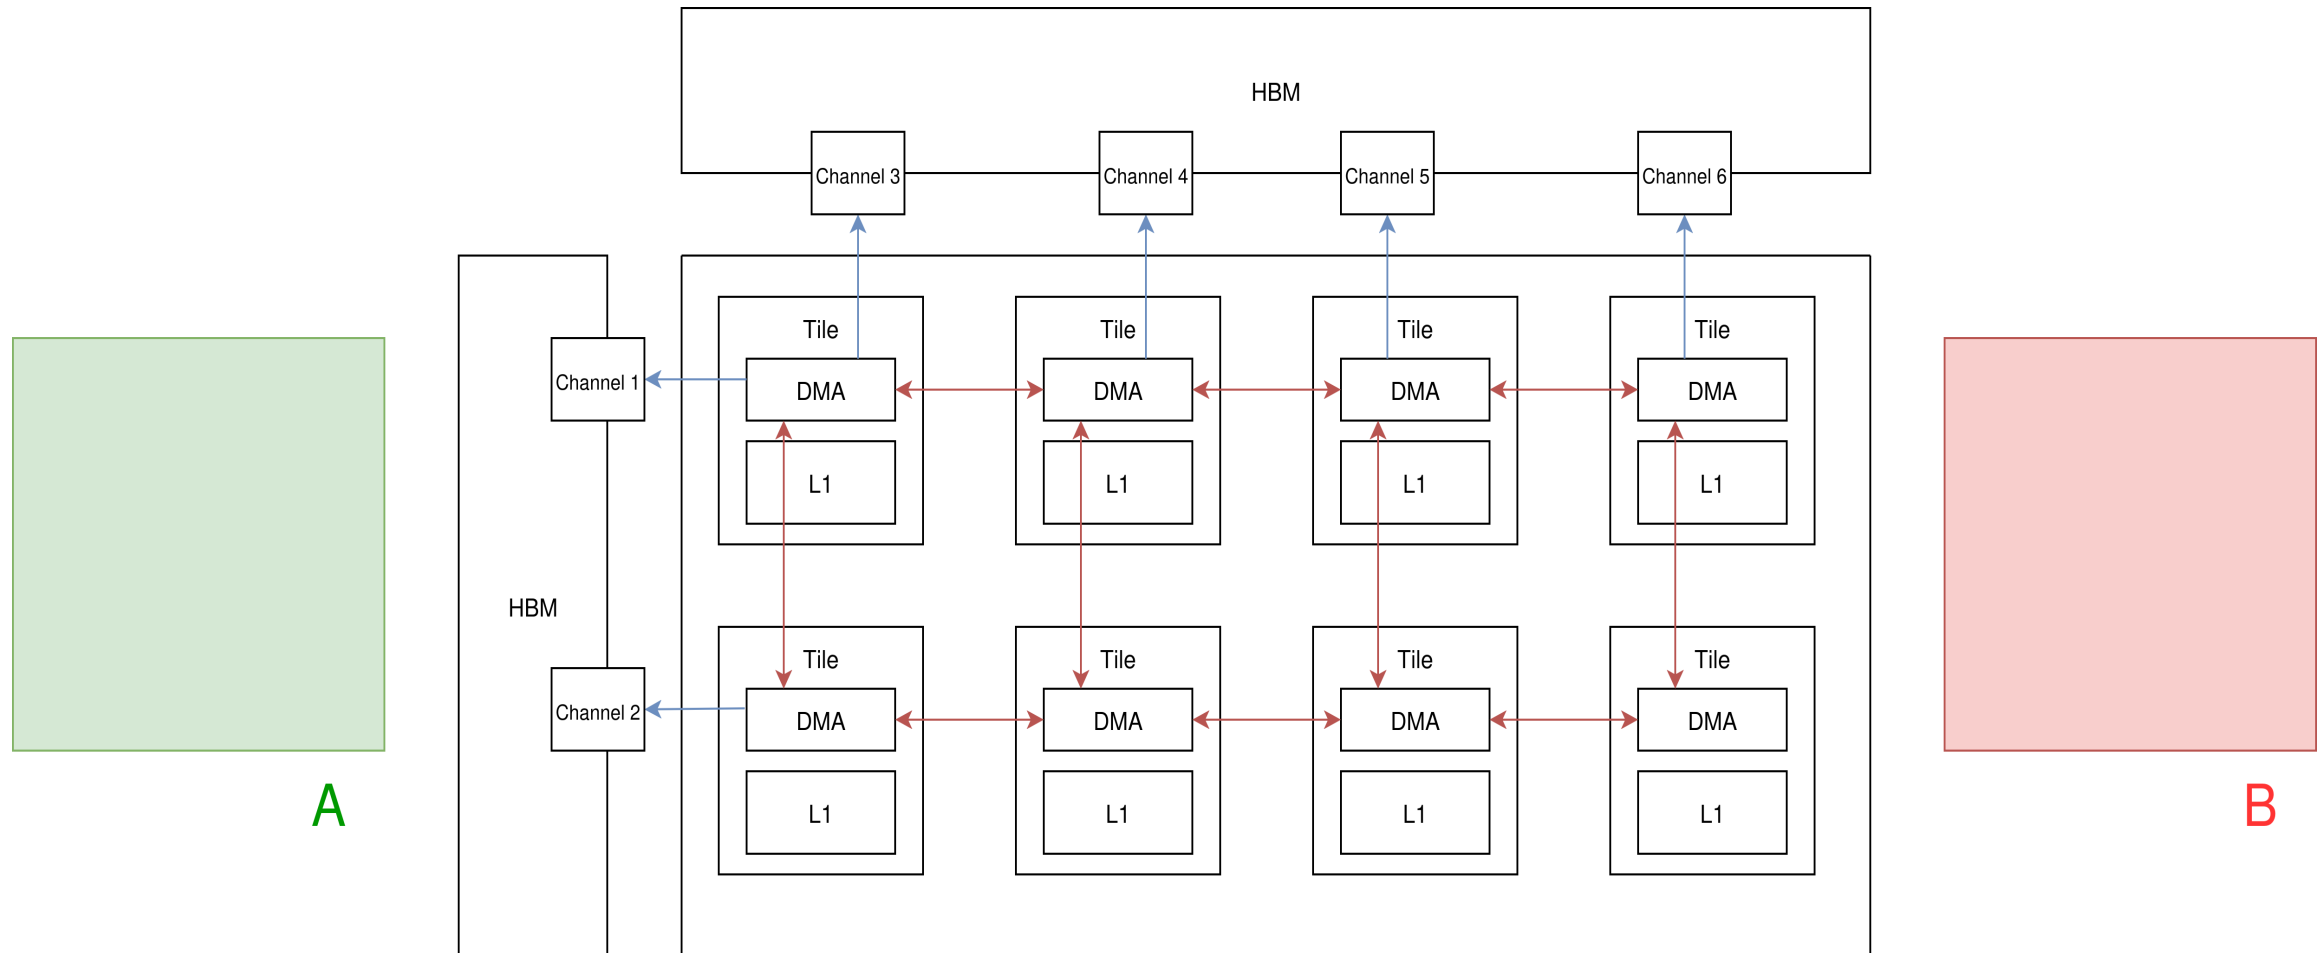 HBM
Channel 3
Channel 4
Channel 5
Channel 6
Tile
Tile
Tile
Tile
Channel 1
DMA
DMA
DMA
DMA
L1
L1
L1
L1
HBM
Tile
Tile
Tile
Tile
Channel 2
DMA
DMA
DMA
DMA
L1
L1
L1
L1
A
B